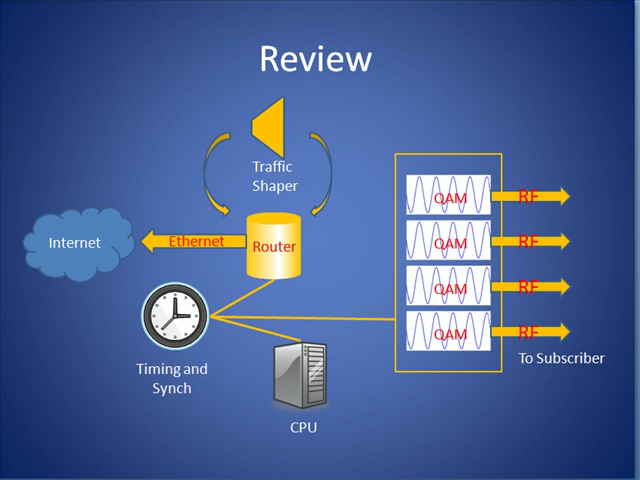 Review
Traffic
Shaper
Internet
Ethernet
Router
QAM
RF
QAM
RF
QAM
RF
QAM
RF
To Subscriber
Timing and
Synch
CPU